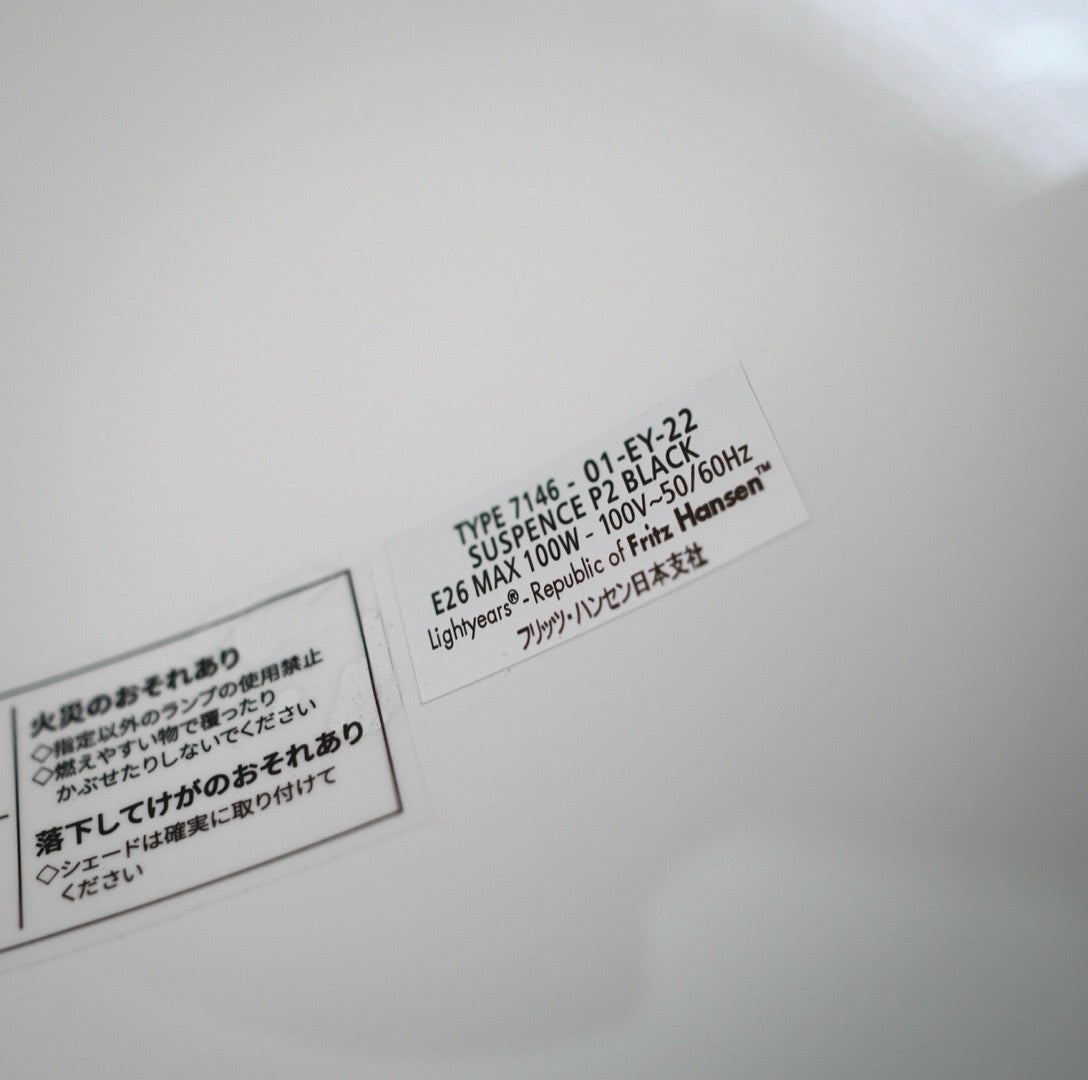 TYPE 7146 - 01-EY-22
SUSPENCE P2 BLACK
E26 MAX 100W - 100V~50/60Hz
Lightyears® - Republic of Fritz Hansen™
フリッツ・ハンセン日本支社
火災のおそれあり
◇指定以外のランプの使用禁止
◇燃えやすい物で覆ったり
かぶせたりしないでください
落下してけがのおそれあり
◇シェードは確実に取り付けて
ください